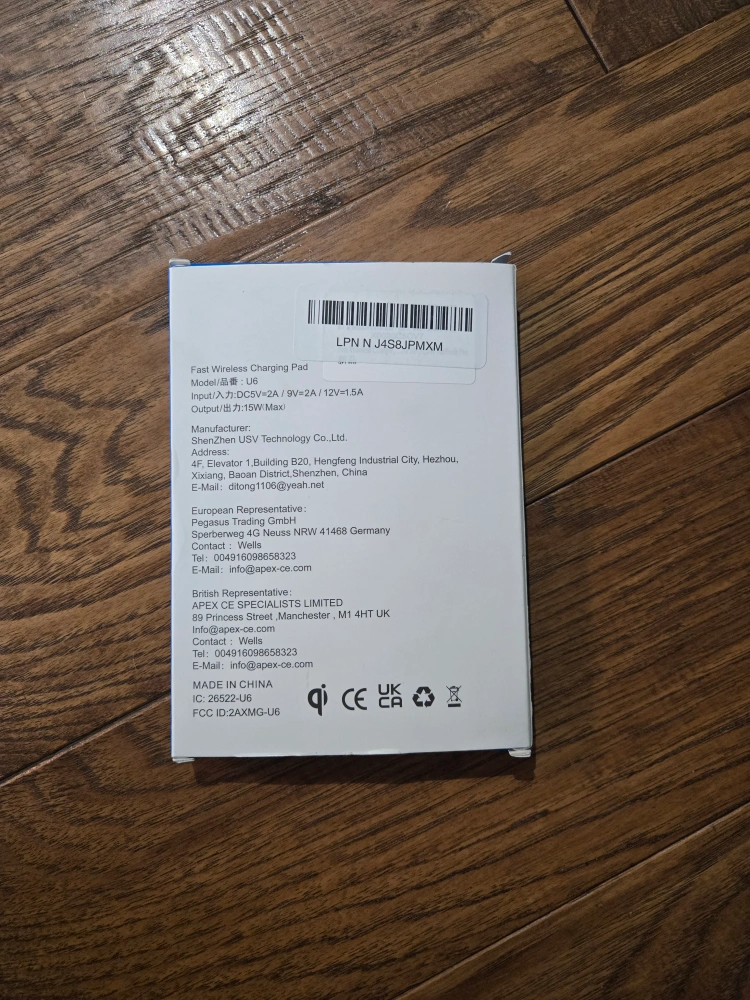 LPN N J4S8JPMXM
Fast Wireless Charging Pad
Model/品番 : U6
Input/入力:DC5V=2A / 9V=2A / 12V=1.5A
Output/出力:15W(Max)
Manufacturer:
ShenZhen USV Technology Co.,Ltd.
Address:
4F, Elevator 1,Building B20, Hengfeng Industrial City, Hezhou,
Xixiang, Baoan District,Shenzhen, China
E-Mail: ditong1106@yeah.net
European Representative:
Pegasus Trading GmbH
Sperberweg 4G Neuss NRW 41468 Germany
Contact : Wells
Tel: 004916098658323
E-Mail: info@apex-ce.com
British Representative:
APEX CE SPECIALISTS LIMITED
89 Princess Street ,Manchester , M1 4HT UK
Info@apex-ce.com
Contact : Wells
Tel: 004916098658323
E-Mail: info@apex-ce.com
MADE IN CHINA
IC: 26522-U6
FCC ID:2AXMG-U6
qi CE UK
CA